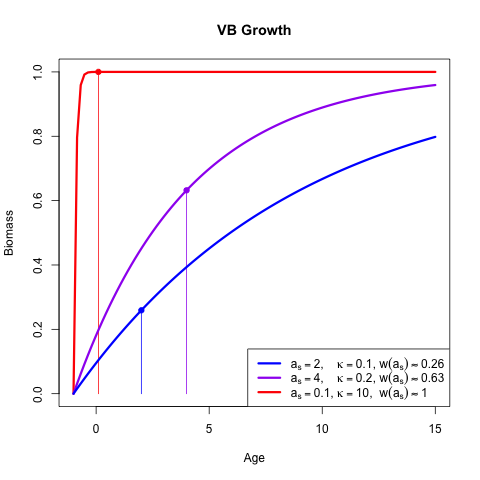 VB Growth
Biomass
0.0 0.2 0.4 0.6 0.8 1.0
aₛ = 2, κ = 0.1, w(aₛ) ≈ 0.26
aₛ = 4, κ = 0.2, w(aₛ) ≈ 0.63
aₛ = 0.1, κ = 10, w(aₛ) ≈ 1
0 5 10 15
Age